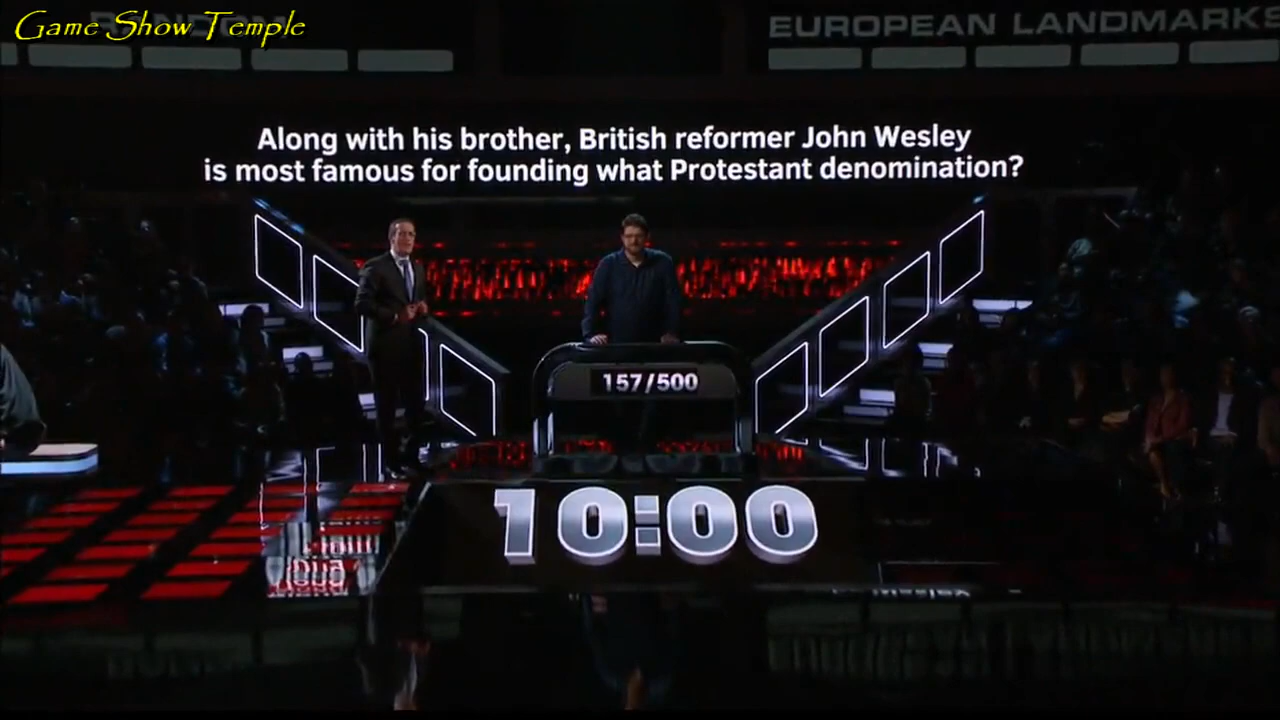 Game Show Temple
RANDOM
EUROPEAN LANDMARKS
Along with his brother, British reformer John Wesley
is most famous for founding what Protestant denomination?
157/500
10:00